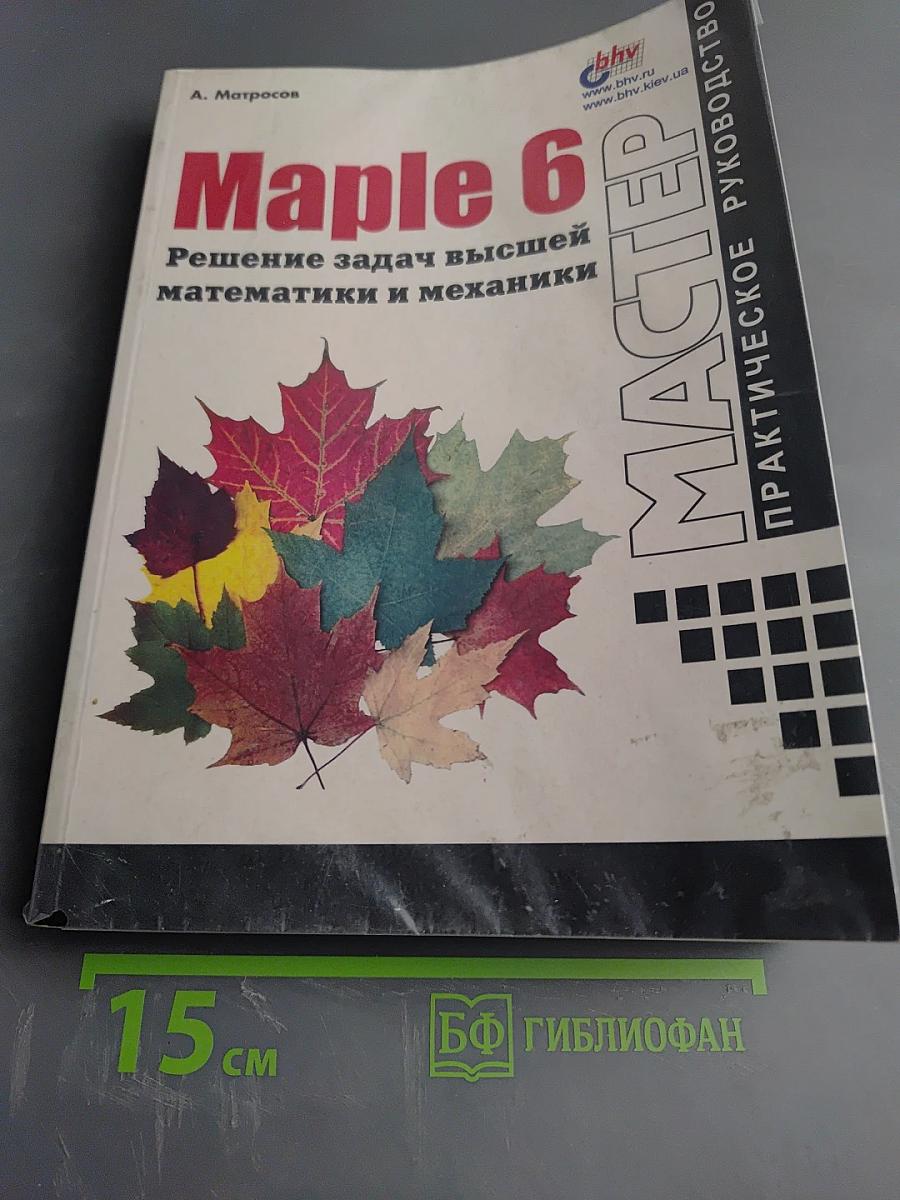 А. Матросов
bhv
www.bhv.ru
www.bhv.kiev.ua
Maple 6
Решение задач высшей
математики и механики
МАСТЕР
ПРАКТИЧЕСКОЕ РУКОВОДСТВО
15 см
БФ ГИБЛИОФАН